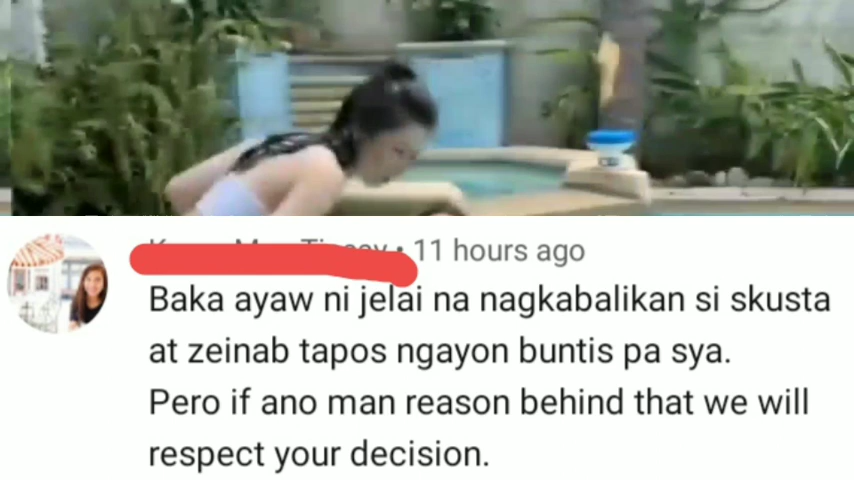 11 hours ago
Baka ayaw ni jelai na nagkabalikan si skusta
at zeinab tapos ngayon buntis pa sya.
Pero if ano man reason behind that we will
respect your decision.